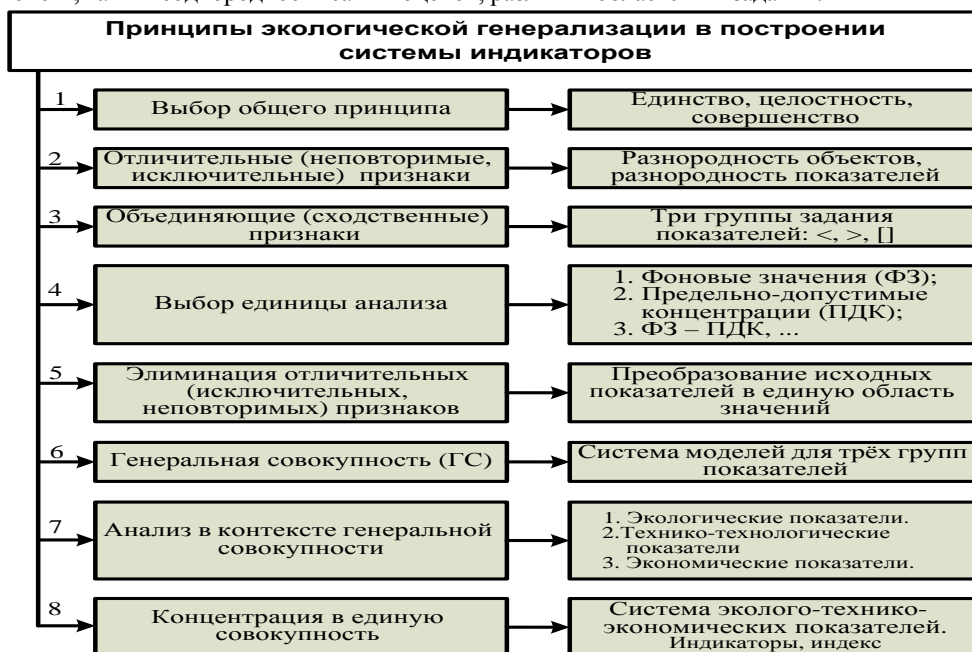 Принципы экологической генерализации в построении
системы индикаторов
1
Выбор общего принципа
Единство, целостность,
совершенство
2
Отличительные (неповторимые,
исключительные) признаки
Разнородность объектов,
разнородность показателей
3
Объединяющие (сходственные)
признаки
Три группы задания
показателей: <, >, []
4
Выбор единицы анализа
1. Фоновые значения (ФЗ);
2. Предельно-допустимые
концентрации (ПДК);
3. ФЗ – ПДК, ...
5
Элиминация отличительных
(исключительных,
неповторимых) признаков
Преобразование исходных
показателей в единую область
значений
6
Генеральная совокупность (ГС)
Система моделей для трёх групп
показателей
7
Анализ в контексте генеральной
совокупности
1. Экологические показатели.
2.Технико-технологические
показатели
3. Экономические показатели.
8
Концентрация в единую
совокупность
Система эколого-технико-
экономических показателей.
Индикаторы, индекс